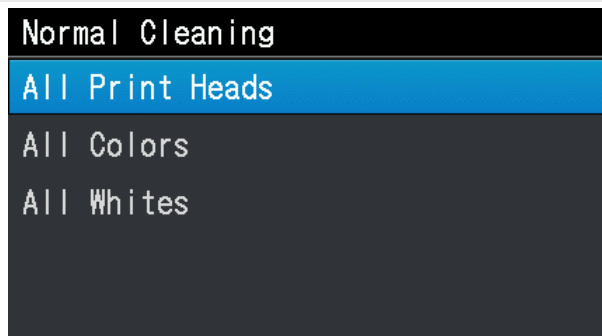 Normal Cleaning
All Print Heads
All Colors
All Whites